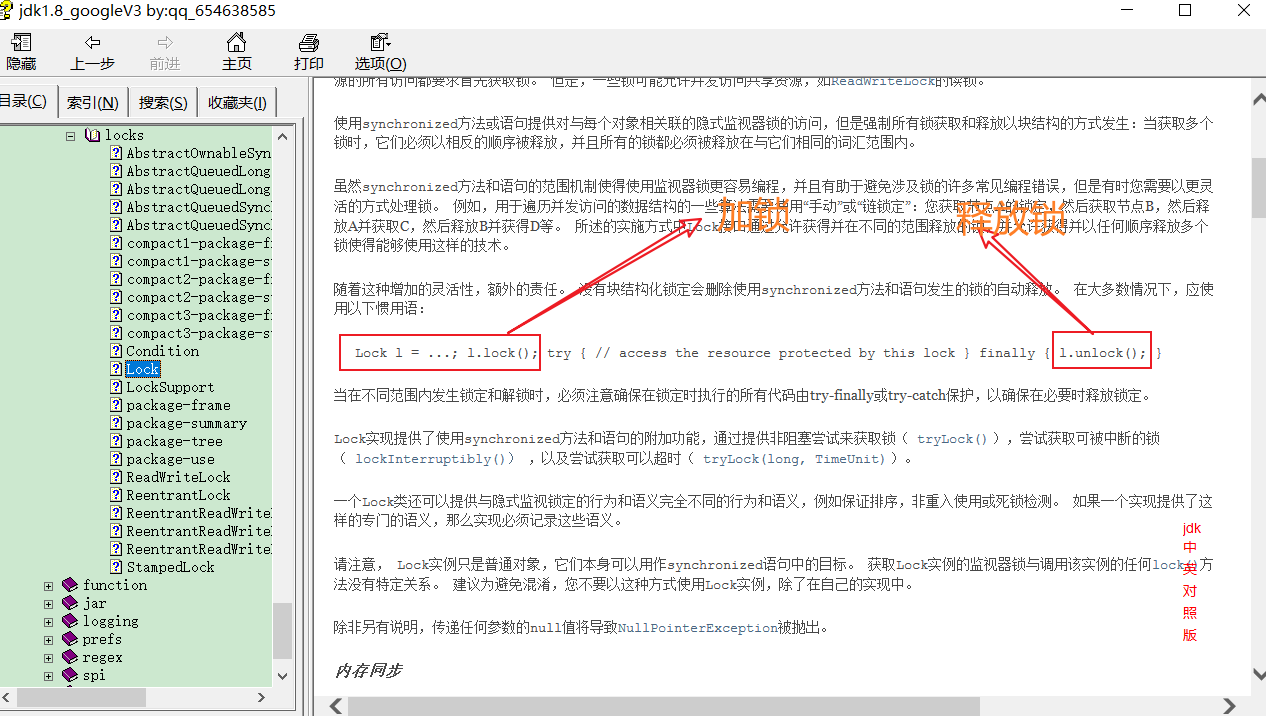 jdk1.8_googleV3 by:qq_654638585
隐藏 上一步 前进 主页 打印 选项(O)
目录(C) 索引(N) 搜索(S) 收藏夹(I)
locks
AbstractOwnableSyn
AbstractQueuedLong
AbstractQueuedLong
AbstractQueuedSyncl
AbstractQueuedSyncl
compact1-package-f
compact1-package-s
compact2-package-f
compact2-package-s
compact3-package-f
compact3-package-s
Condition
Lock
LockSupport
package-frame
package-summary
package-tree
package-use
ReadWriteLock
ReentrantLock
ReentrantReadWrite
ReentrantReadWrite
ReentrantReadWrite
StampedLock
function
jar
logging
prefs
regex
spi
源的所有访问都要求首先获取锁。 但是，一些锁可能允许并发访问共享资源，如ReadWriteLock的读锁。
使用synchronized方法或语句提供对与每个对象相关联的隐式监视器锁的访问，但是强制所有锁获取和释放以块结构的方式发生：当获取多个
锁时，它们必须以相反的顺序被释放，并且所有的锁都必须被释放在与它们相同的词汇范围内。
虽然synchronized方法和语句的范围机制使得使用监视器锁更容易编程，并且有助于避免涉及锁的许多常见编程错误，但是有时您需要以更灵
活的方式处理锁。 例如，用于遍历并发访问的数据结构的一些 用“手动”或“链锁定”：您获取节点 然后获取节点B，然后释
放A并获取C，然后释放B并获得D等。 所述的实施方式中Lock接口通过允许获得并在不同的范围释放的锁，并允许获得并以任何顺序释放多个
锁使得能够使用这样的技术。
加锁
释放锁
随着这种增加的灵活性，额外的责任。 没有块结构化锁定会删除使用synchronized方法和语句发生的锁的自动释放。 在大多数情况下，应使
用以下惯用语：
Lock l = ...; l.lock(); try { // access the resource protected by this lock } finally { l.unlock(); }
当在不同范围内发生锁定和解锁时，必须注意确保在锁定时执行的所有代码由try-finally或try-catch保护，以确保在必要时释放锁定。
Lock实现提供了使用synchronized方法和语句的附加功能，通过提供非阻塞尝试来获取锁（ tryLock() ），尝试获取可被中断的锁
（ lockInterruptibly()） ，以及尝试获取可以超时（ tryLock(long, TimeUnit) ）。
一个Lock类还可以提供与隐式监视锁定的行为和语义完全不同的行为和语义，例如保证排序，非重入使用或死锁检测。 如果一个实现提供了这
样的专门的语义，那么实现必须记录这些语义。
请注意， Lock实例只是普通对象，它们本身可以用作synchronized语句中的目标。 获取Lock实例的监视器锁与调用该实例的任何lock()方
法没有特定关系。 建议为避免混淆，您不要以这种方式使用Lock实例，除了在自己的实现中。
除非另有说明，传递任何参数的null值将导致NullPointerException被抛出。
内存同步
jdk
中
英
对
照
版